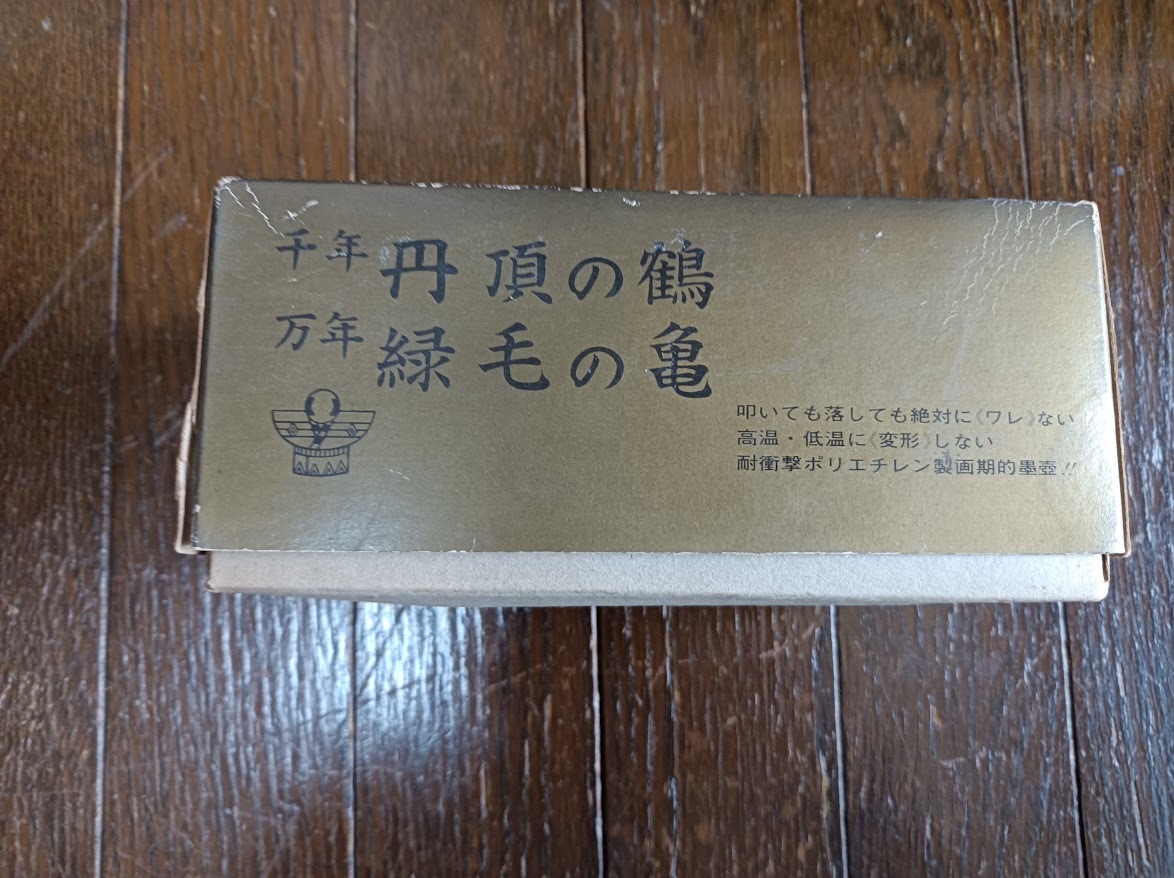 千年 丹頂の鶴
万年 緑毛の亀
叩いても落しても絶対に《ワレ》ない
高温・低温に《変形》しない
耐衝撃ポリエチレン製画期的墨壺!!